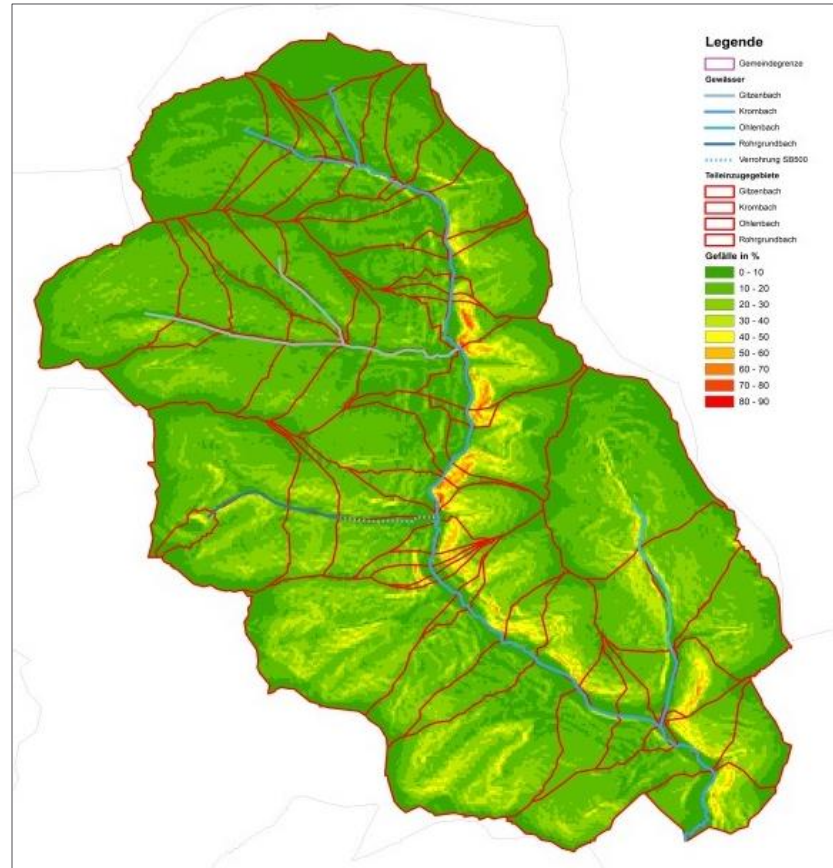 Legende
Gemeindegrenze
Gewässer
Gitzenbach
Krombach
Ohlenbach
Rohrgrundbach
Verrohrung SB500
Teileinzugegebiete
Gitzenbach
Krombach
Ohlenbach
Rohrgrundbach
Gefälle in %
0 - 10
10 - 20
20 - 30
30 - 40
40 - 50
50 - 60
60 - 70
70 - 80
80 - 90